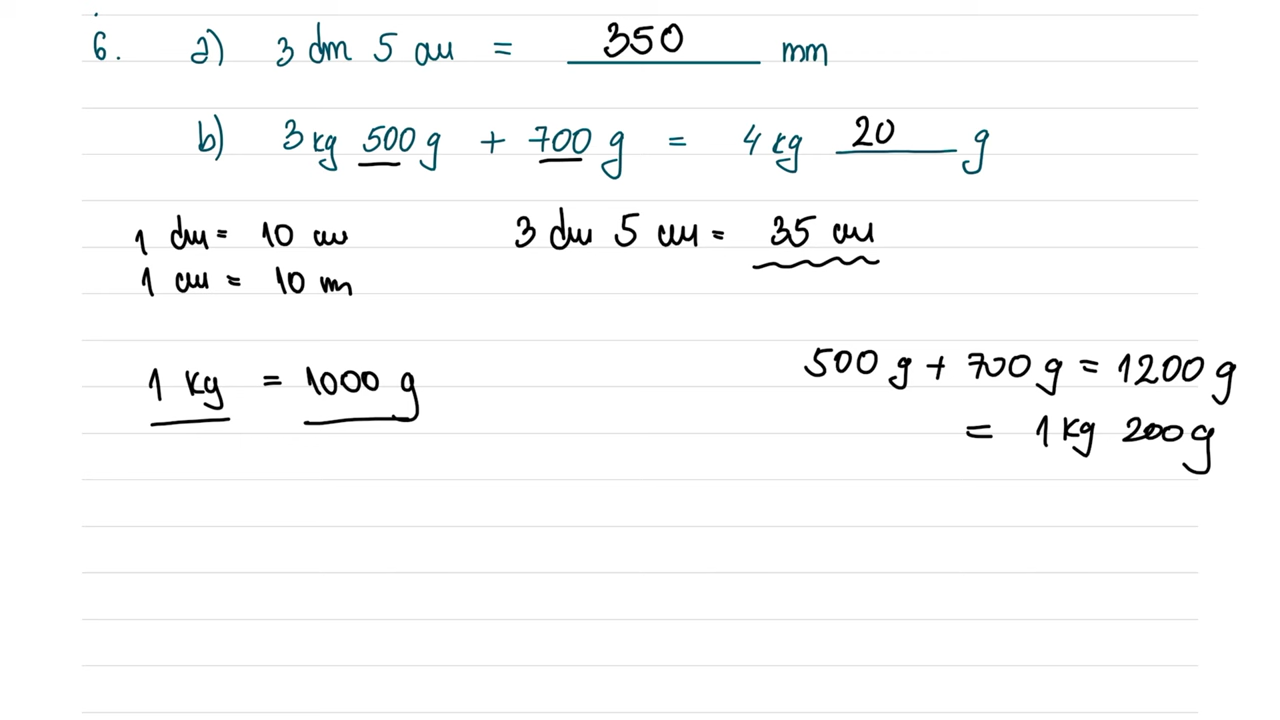 6. a) 3 dm 5 cm = 350 mm
b) 3 kg 500 g + 700 g = 4 kg 20 g
1 dm = 10 cm
3 dm 5 cm = 35 cm
1 cm = 10 m
1 kg = 1000 g
500 g + 700 g = 1200 g
= 1 kg 200 g